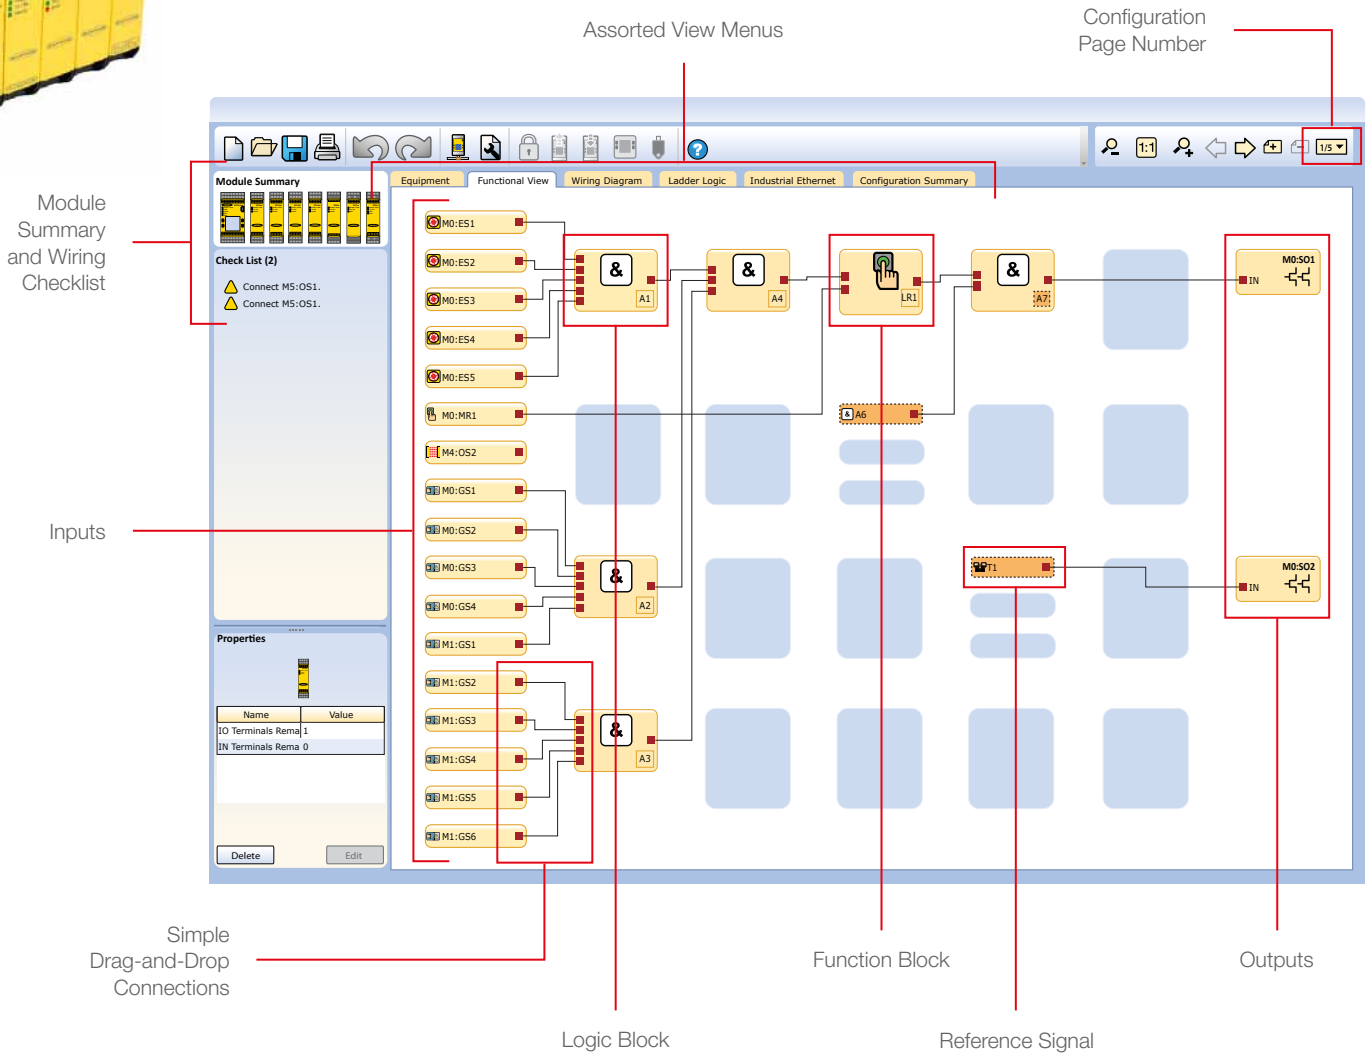 Assorted View Menus
Configuration
Page Number
1:1
1/5
Module
Summary
and Wiring
Checklist
Module Summary
Equipment
Functional View
Wiring Diagram
Ladder Logic
Industrial Ethernet
Configuration Summary
Check List (2)
Connect M5:OS1.
Connect M5:OS1.
M0:ES1
M0:ES2
M0:ES3
M0:ES4
M0:ES5
M0:MR1
M4:OS2
M0:GS1
M0:GS2
M0:GS3
M0:GS4
M1:GS1
M1:GS2
M1:GS3
M1:GS4
M1:GS5
M1:GS6
&
A1
&
A4
LR1
&
A7
& A6
&
A2
&
A3
T1
M0:SO1
IN
M0:SO2
IN
Inputs
Properties
Name Value
IO Terminals Rema 1
IN Terminals Rema 0
Delete
Edit
Simple
Drag-and-Drop
Connections
Function Block
Outputs
Logic Block
Reference Signal